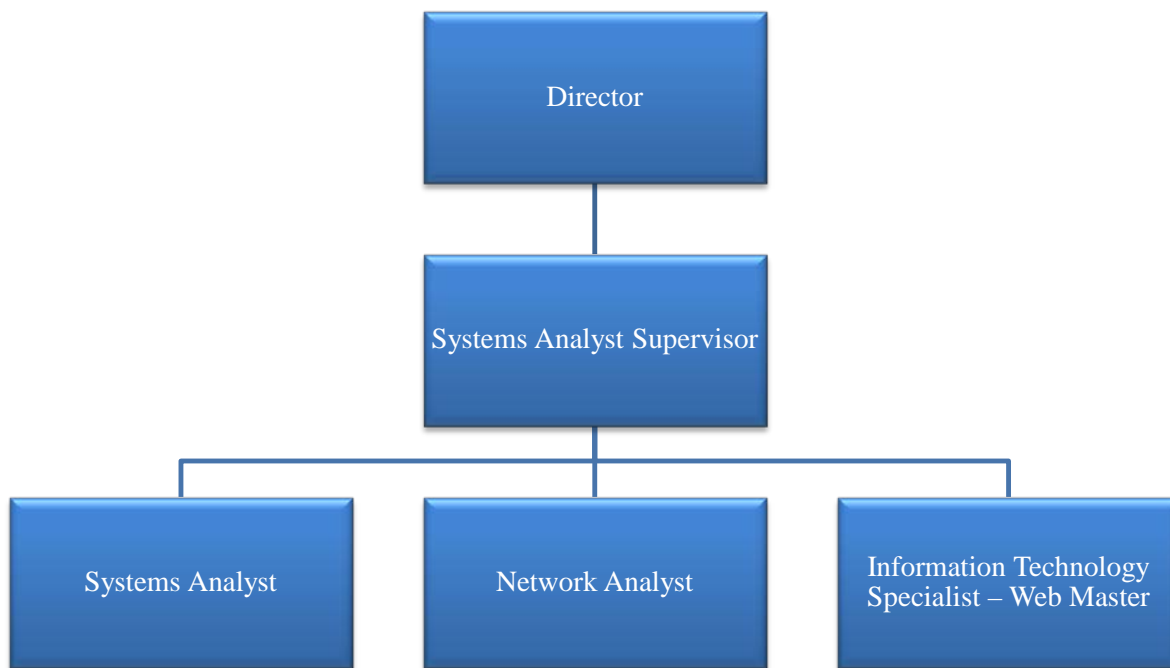 Director
Systems Analyst Supervisor
Systems Analyst
Network Analyst
Information Technology
Specialist – Web Master